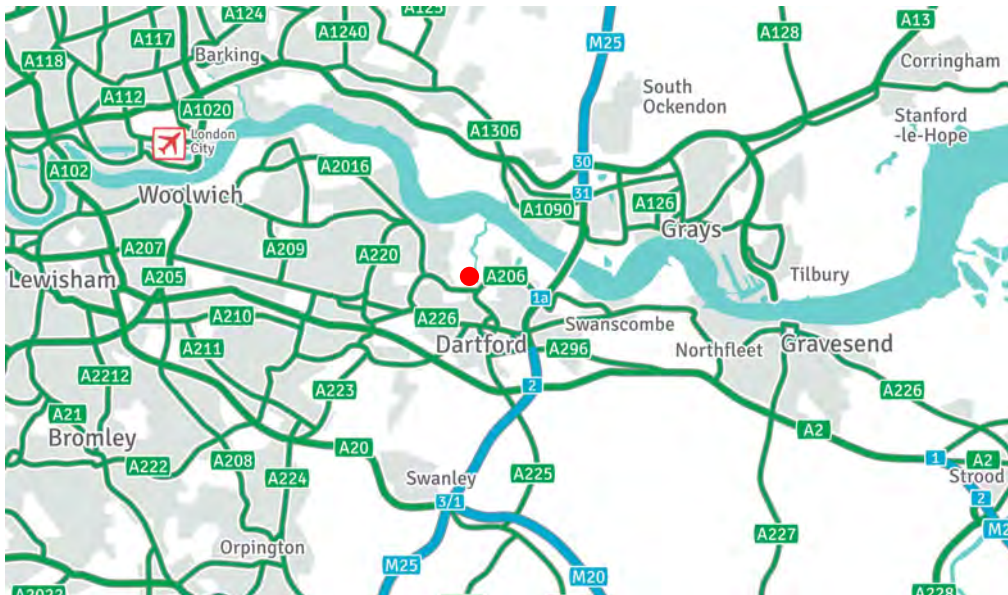 A124
A1240
A125
A13
A117
A118
Barking
M25
A128
Corringham
A112
A1020
South
Ockendon
Stanford
-le-Hope
London
City
A1306
A102
A2016
30
31
Woolwich
A1090
A126
Grays
A207
A209
A220
Lewisham
A205
A206
Tilbury
1a
A210
A226
Swanscombe
A211
Dartford
A296
Northfleet
Gravesend
A2212
A223
2
A226
A21
A2
Bromley
A20
A222
A208
A224
Swanley
A225
1
A2
Strood
3/1
2
M2
Orpington
A227
M25
M20
A228